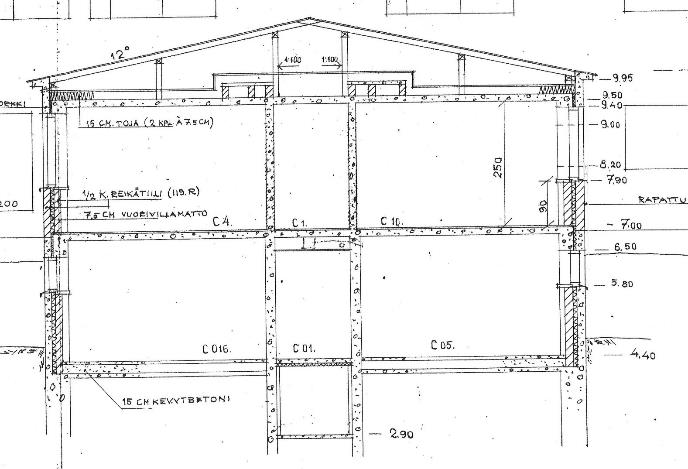 12°
1:100 1:100
9.95
9.50
9.40
15 CM. TOJA (2 KPL. À 7.5 CM)
9.00
250
8.20
7.90
½ K. REIKÄTIILI (119.R)
RAPATTU
200
90
7,5 CM VUORIVILLAMATTO
C 4. C 1. C 10.
7.00
6.50
5.80
C 016. C 01. C 05.
4.40
15 CM KEVYTBETONI
2.90